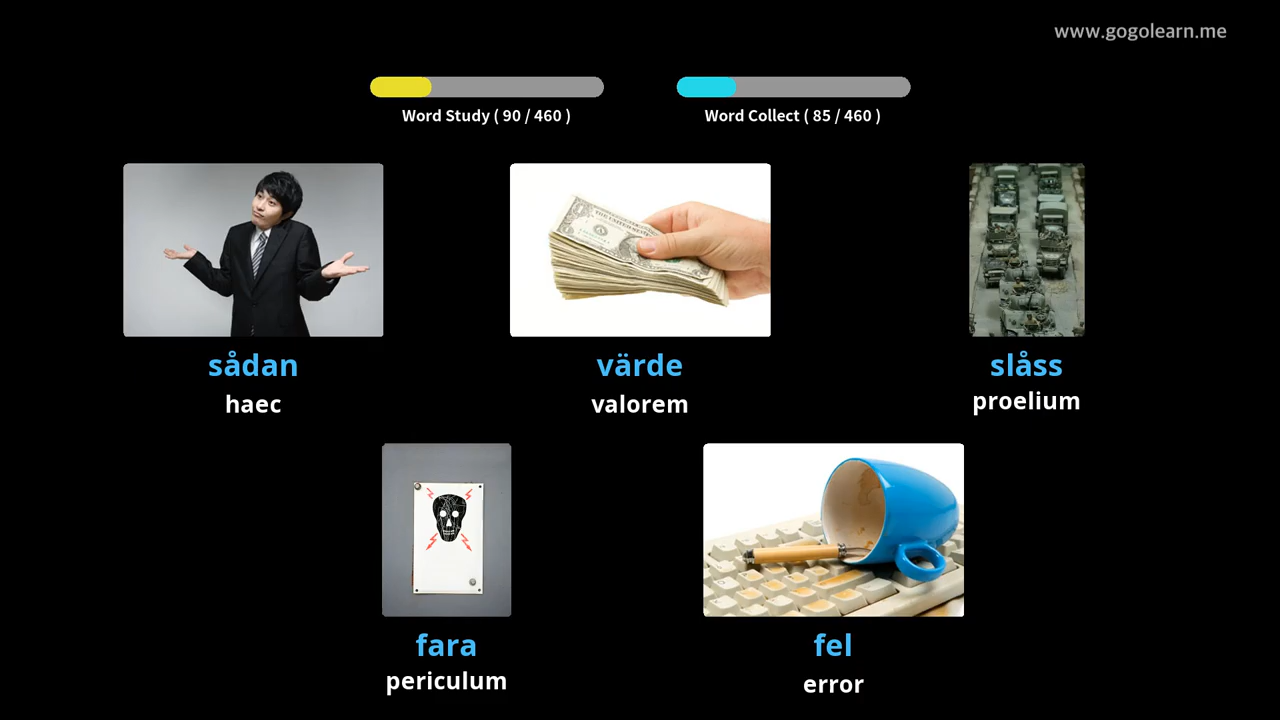 www.gogolearn.me
Word Study ( 90 / 460 )
Word Collect ( 85 / 460 )
sådan
haec
värde
valorem
slåss
proelium
fara
periculum
fel
error